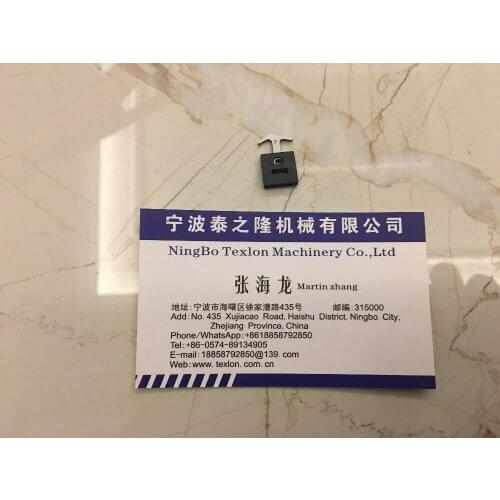 宁波泰之隆机械有限公司
NingBo Texlon Machinery Co.,Ltd
张海龙 Martin zhang
地址:宁波市海曙区徐家漕路435号 邮编:315000
Add: No. 435 Xujiacao Road, Haishu District, Ningbo City,
Zhejiang Province, China
Phone/WhatsApp:+8618858792850
Tel:+86-0574-89134905
E-mail:18858792850@139.com
Web:www.texlon.com.cn